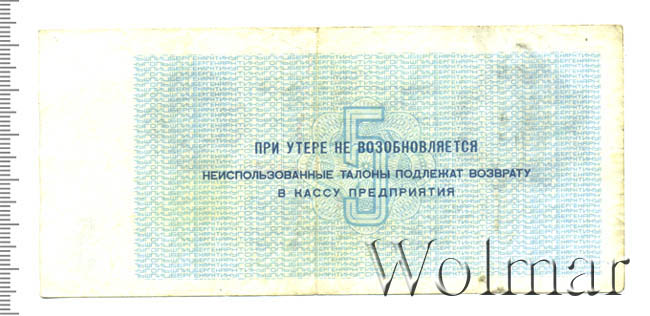 5
ПРИ УТЕРЕ НЕ ВОЗОБНОВЛЯЕТСЯ
НЕИСПОЛЬЗОВАННЫЕ ТАЛОНЫ ПОДЛЕЖАТ ВОЗВРАТУ
В КАССУ ПРЕДПРИЯТИЯ
Wolmar